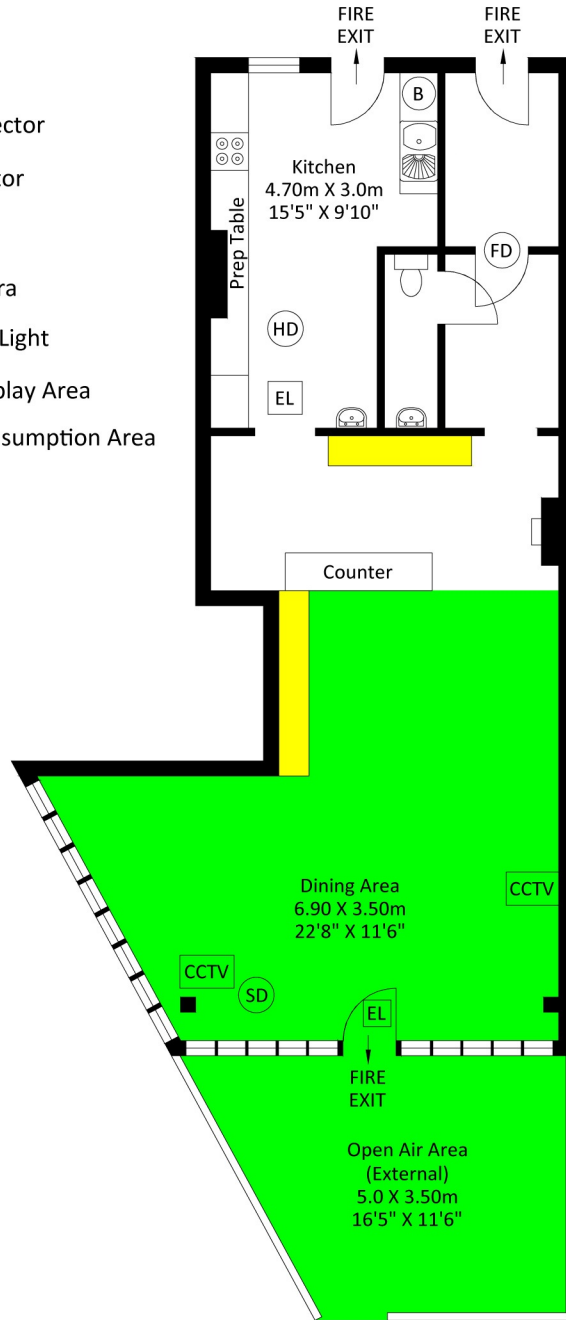 FIRE
EXIT
FIRE
EXIT
B
Kitchen
4.70m X 3.0m
15'5" X 9'10"
Prep Table
FD
HD
EL
ector
tor
ra
Light
play Area
sumption Area
Counter
Dining Area
6.90 X 3.50m
22'8" X 11'6"
CCTV
CCTV
SD
EL
FIRE
EXIT
Open Air Area
(External)
5.0 X 3.50m
16'5" X 11'6"